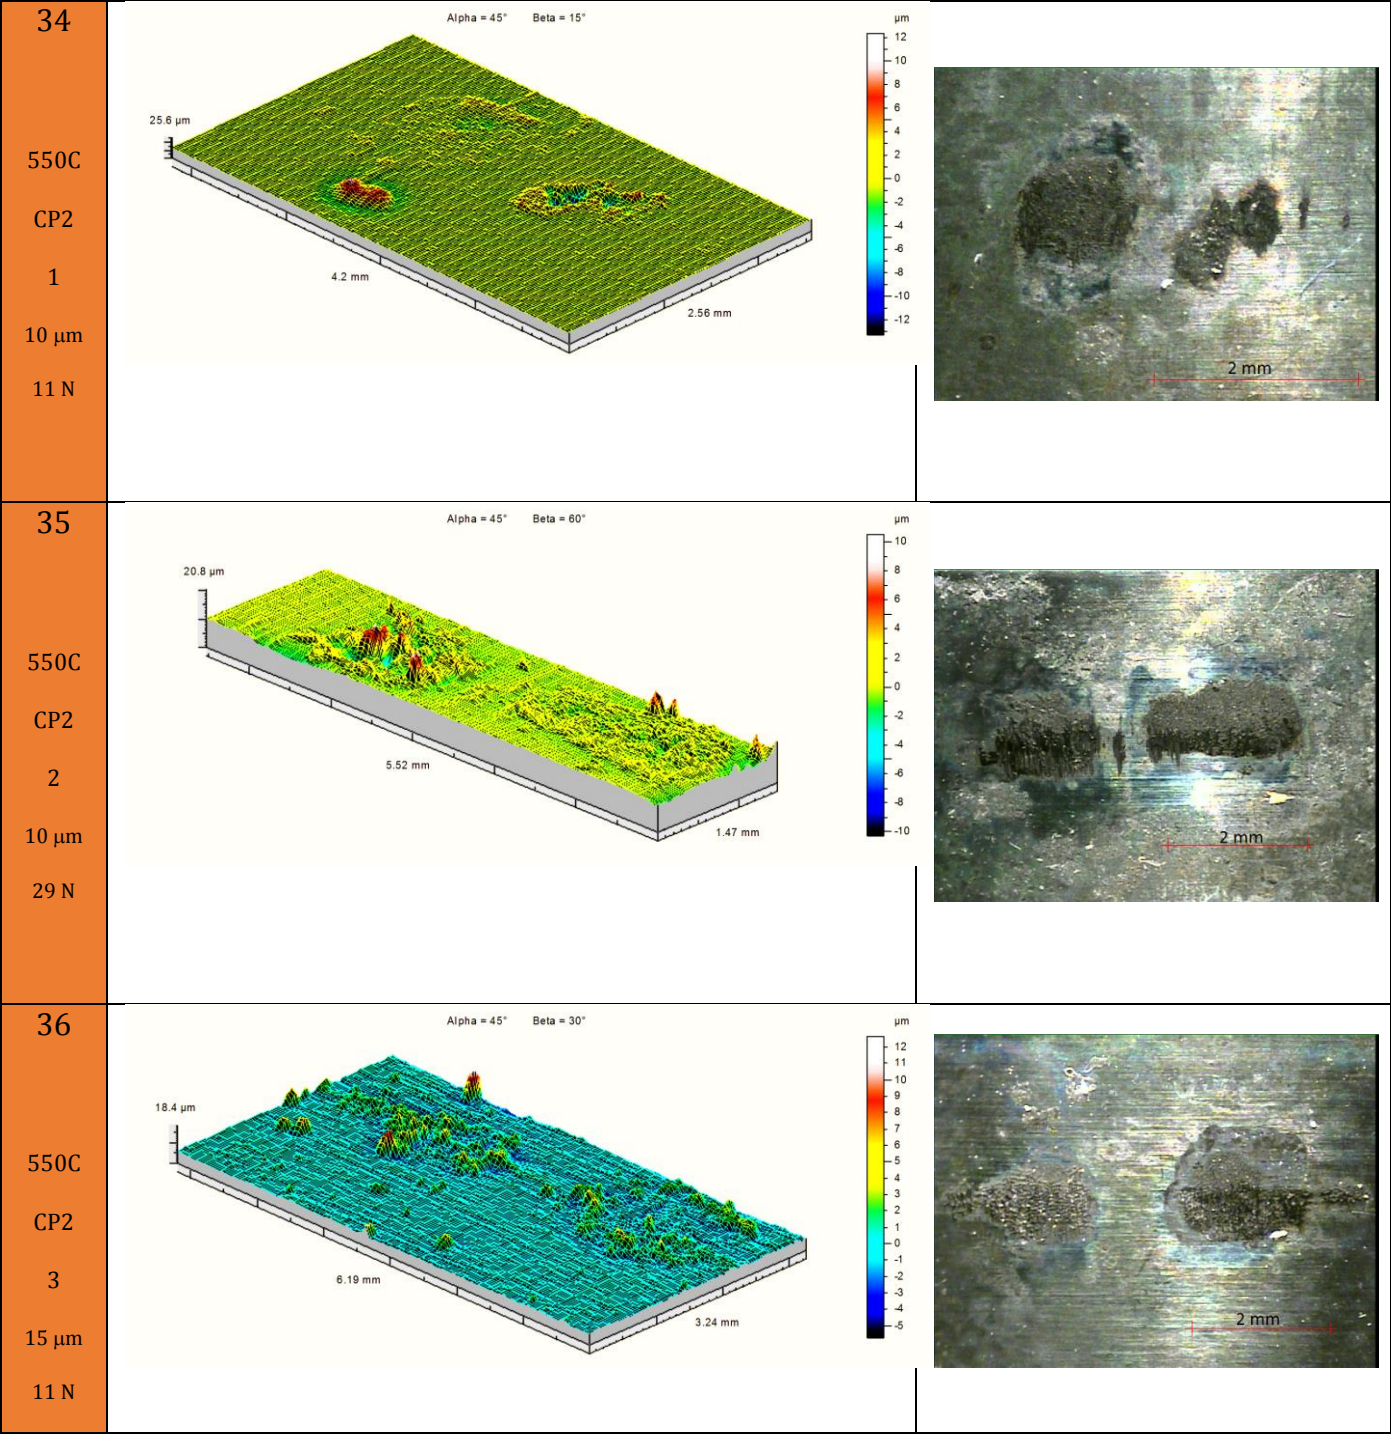 34
550C
CP2
1
10 µm
11 N
Alpha = 45° Beta = 15°
µm
12
10
8
6
4
2
0
-2
-4
-6
-8
-10
-12
25.6 µm
4.2 mm
2.56 mm
2 mm
35
550C
CP2
2
10 µm
29 N
Alpha = 45° Beta = 60°
µm
10
8
6
4
2
0
-2
-4
-6
-8
-10
20.8 µm
5.52 mm
1.47 mm
2 mm
36
550C
CP2
3
15 µm
11 N
Alpha = 45° Beta = 30°
µm
12
11
10
9
8
7
6
5
4
3
2
1
0
-1
-2
-3
-4
-5
18.4 µm
6.19 mm
3.24 mm
2 mm